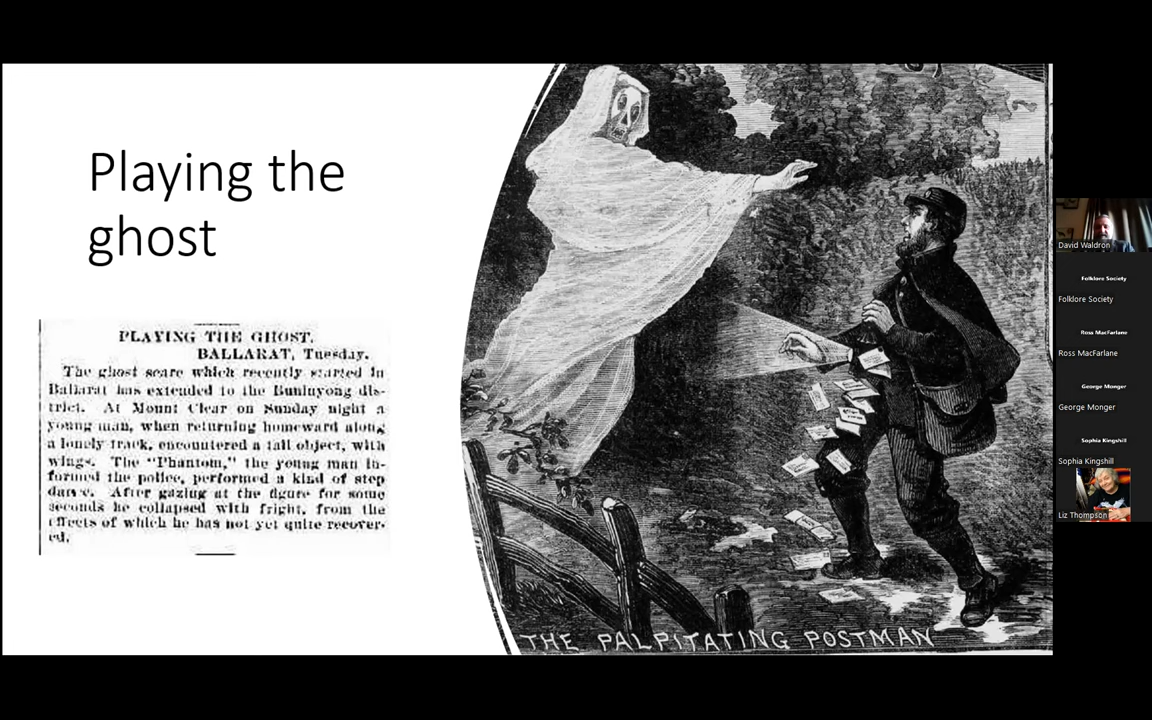 Playing the
ghost
PLAYING THE GHOST.
BALLARAT, Tuesday.
The ghost scare which recently started in
Ballarat has extended to the Buninyong dis-
trict. At Mount Clear on Sunday night a
young man, when returning homeward along
a lonely track, encountered a tall object, with
wings. The "Phantom," the young man in-
formed the police, performed a kind of step
dance. After gazing at the figure for some
seconds he collapsed with fright, from the
effects of which he has not yet quite recover-
ed.
THE PALPITATING POSTMAN
David Waldron
Folklore Society
Folklore Society
Ross MacFarlane
Ross MacFarlane
George Monger
George Monger
Sophia Kingshill
Sophia Kingshill
Liz Thompson